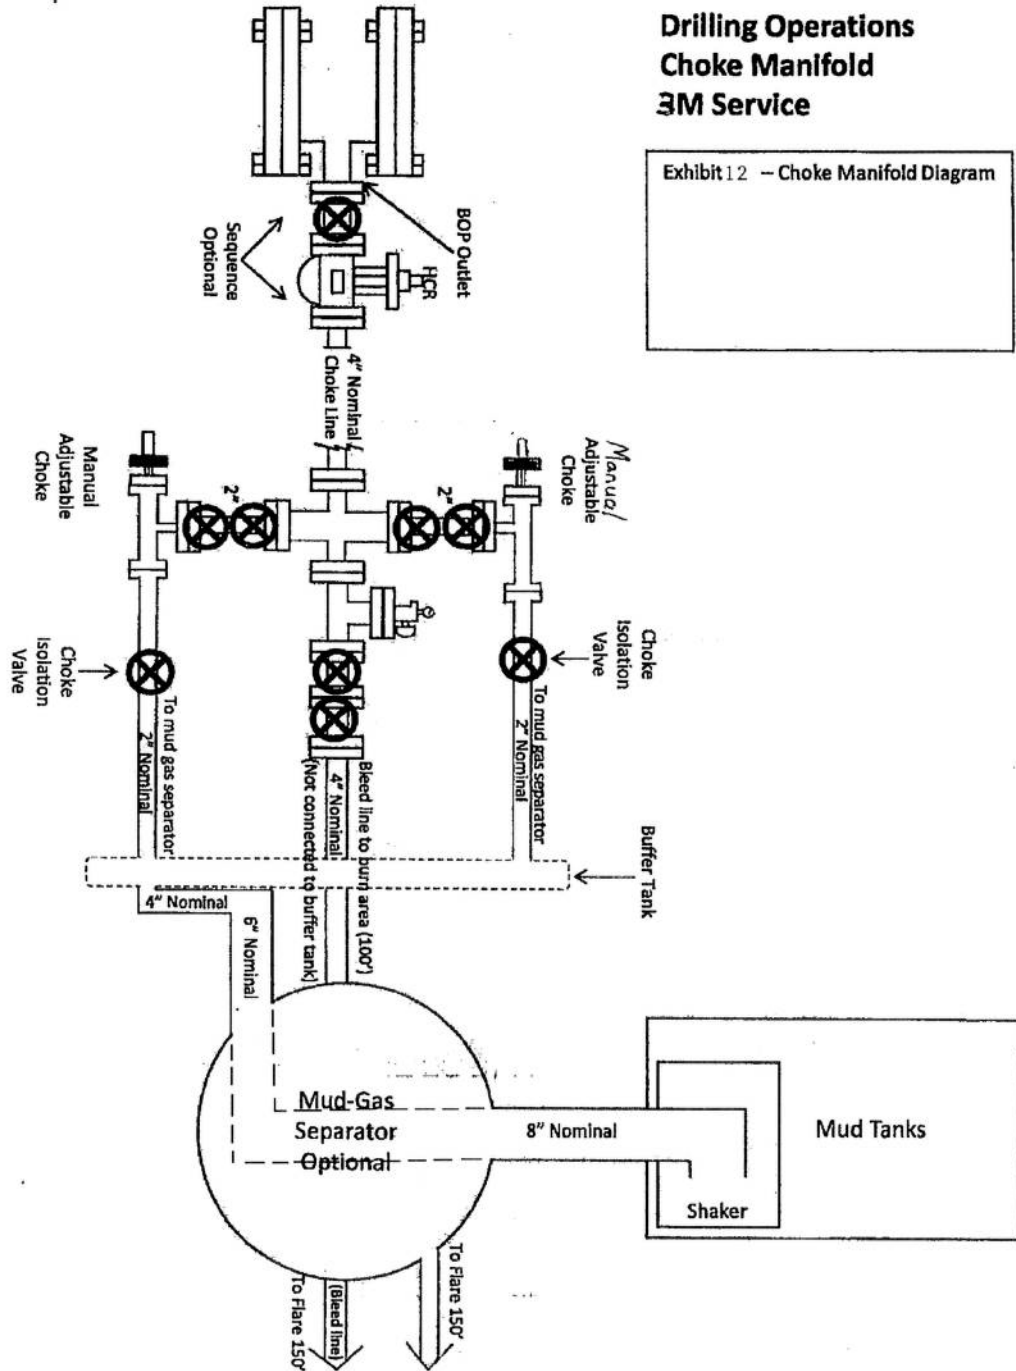 Drilling Operations
Choke Manifold
3M Service
Exhibit 12 – Choke Manifold Diagram
BOP Outlet
HCR
Sequence
Optional
4" Nominal
Choke Line
Manual
Adjustable
Choke
2"
2"
Manual
Adjustable
Choke
Choke
Isolation
Valve
Choke
Isolation
Valve
To mud gas separator
2" Nominal
Bleed line to burn area (100')
4" Nominal
(Not connected to buffer tank)
To mud gas separator
2" Nominal
Buffer Tank
4" Nominal
6" Nominal
Mud-Gas
Separator
Optional
8" Nominal
Mud Tanks
Shaker
To Flare 150'
(Bleed line)
To Flare 150'